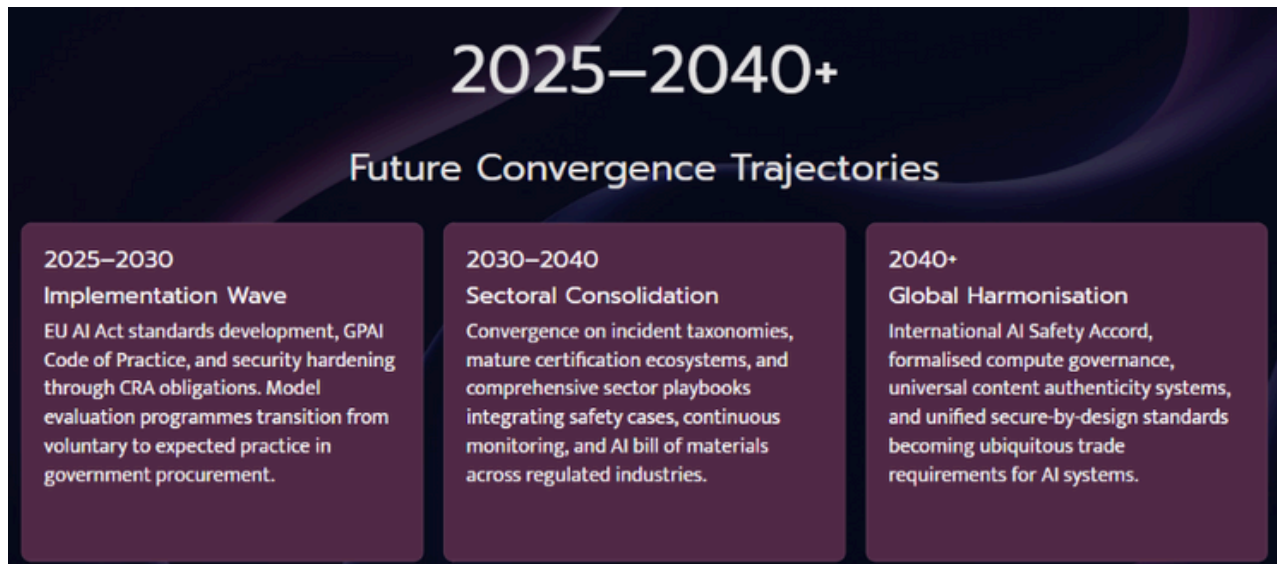 2025–2040+
Future Convergence Trajectories
2025–2030
Implementation Wave
EU AI Act standards development, GPAI
Code of Practice, and security hardening
through CRA obligations. Model
evaluation programmes transition from
voluntary to expected practice in
government procurement.
2030–2040
Sectoral Consolidation
Convergence on incident taxonomies,
mature certification ecosystems, and
comprehensive sector playbooks
integrating safety cases, continuous
monitoring, and AI bill of materials
across regulated industries.
2040+
Global Harmonisation
International AI Safety Accord,
formalised compute governance,
universal content authenticity systems,
and unified secure-by-design standards
becoming ubiquitous trade
requirements for AI systems.